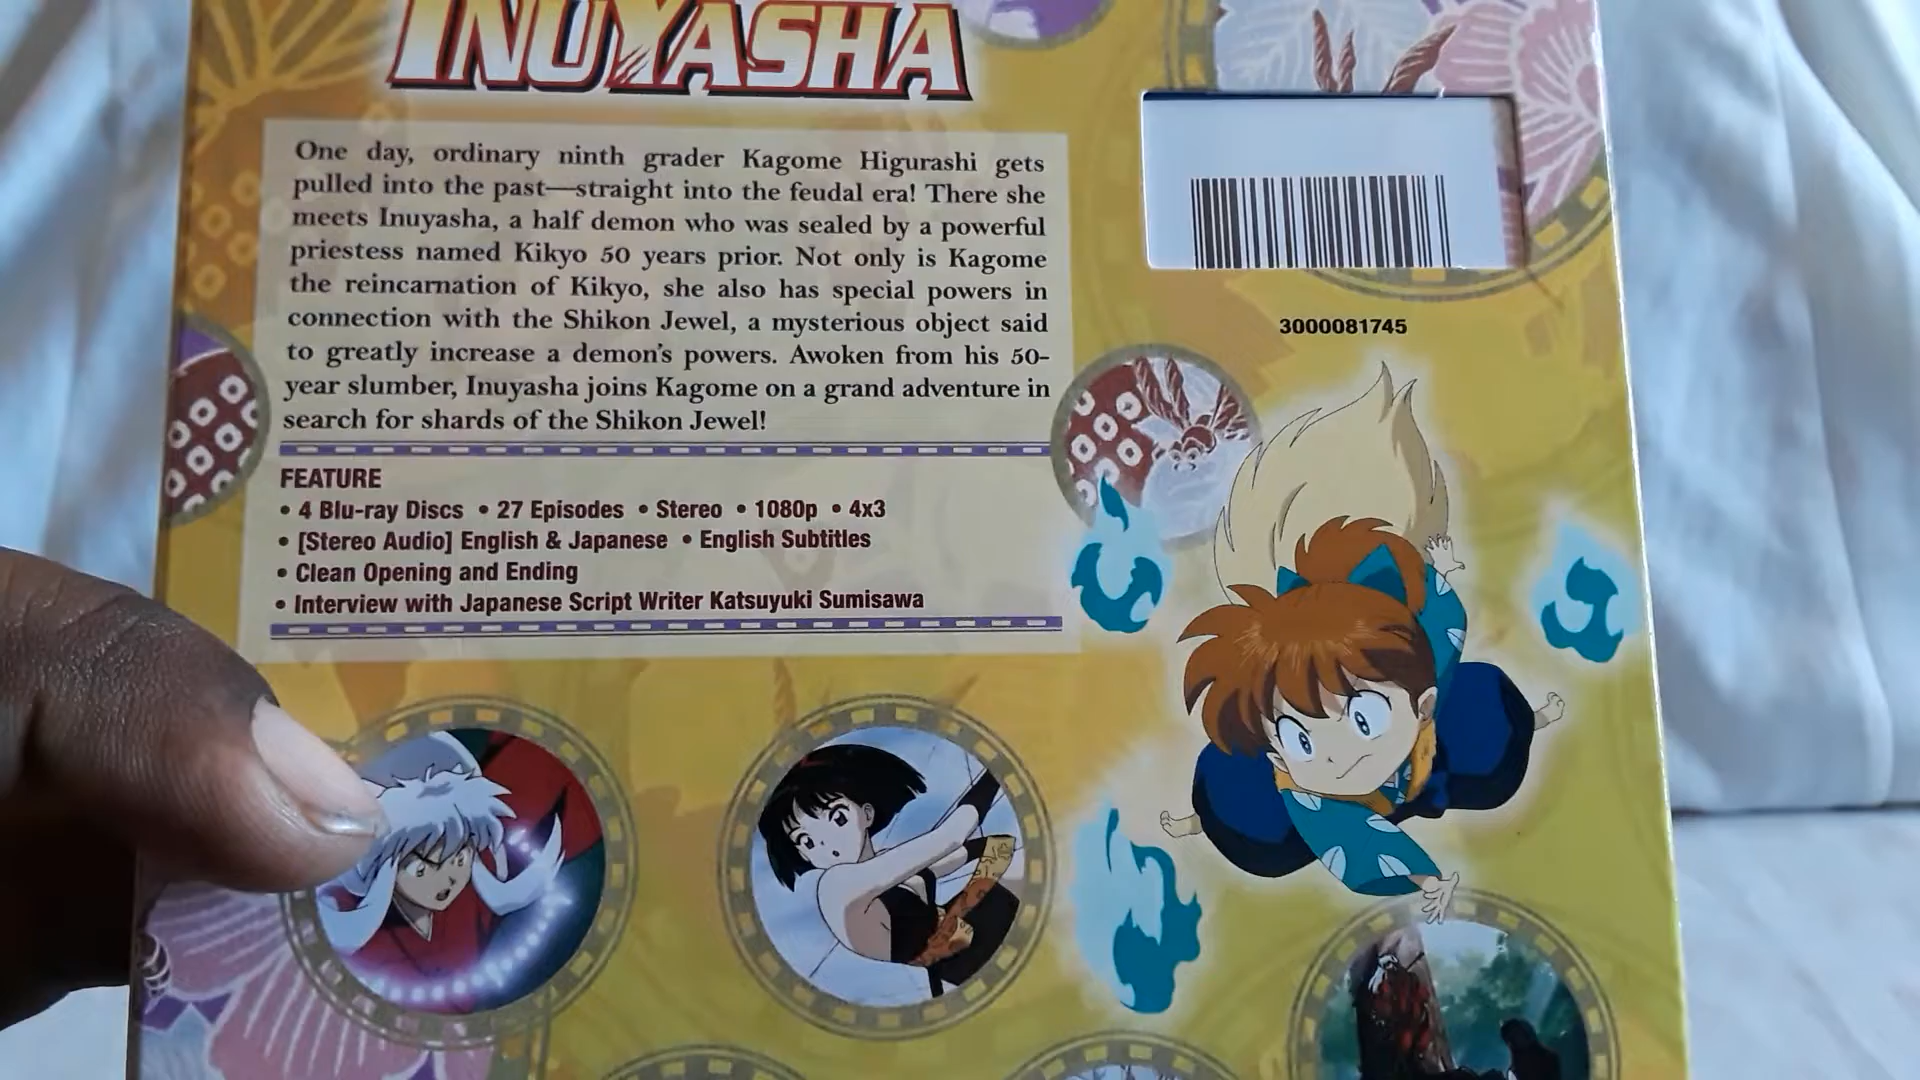 INUYASHA
One day, ordinary ninth grader Kagome Higurashi gets
pulled into the past—straight into the feudal era! There she
meets Inuyasha, a half demon who was sealed by a powerful
priestess named Kikyo 50 years prior. Not only is Kagome
the reincarnation of Kikyo, she also has special powers in
connection with the Shikon Jewel, a mysterious object said
to greatly increase a demon's powers. Awoken from his 50-
year slumber, Inuyasha joins Kagome on a grand adventure in
search for shards of the Shikon Jewel!
FEATURE
• 4 Blu-ray Discs • 27 Episodes • Stereo • 1080p • 4x3
• [Stereo Audio] English & Japanese • English Subtitles
• Clean Opening and Ending
• Interview with Japanese Script Writer Katsuyuki Sumisawa
3000081745